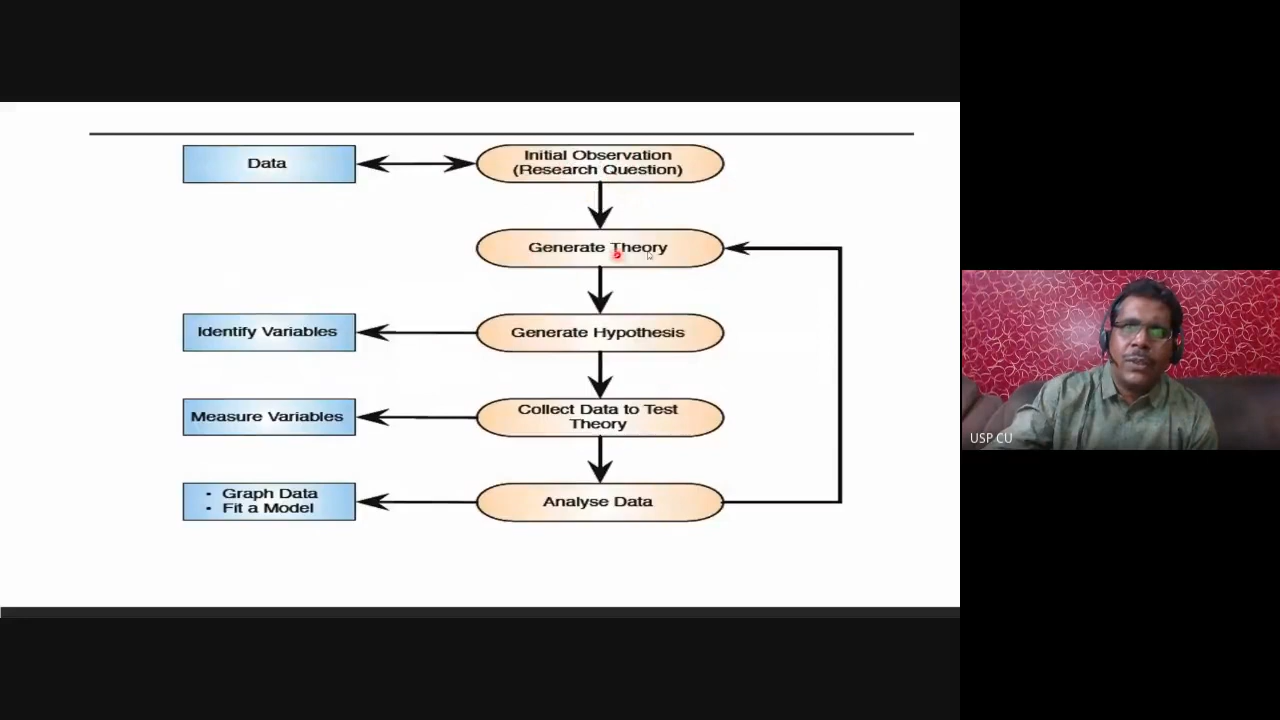 Data
Initial Observation
(Research Question)
Generate Theory
Identify Variables
Generate Hypothesis
Measure Variables
Collect Data to Test
Theory
• Graph Data
• Fit a Model
Analyse Data
USP CU